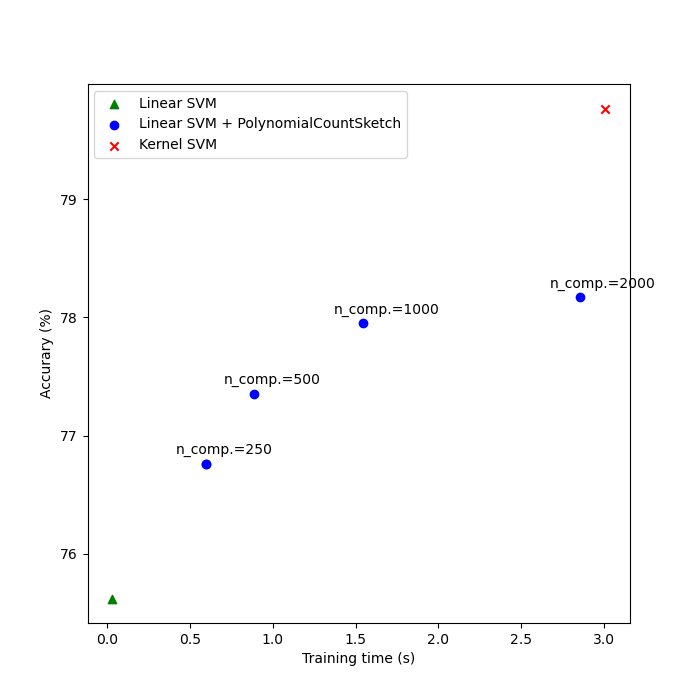 Linear SVM
Linear SVM + PolynomialCountSketch
Kernel SVM
79
78
77
76
Accurary (%)
n_comp.=2000
n_comp.=1000
n_comp.=500
n_comp.=250
0.0 0.5 1.0 1.5 2.0 2.5 3.0
Training time (s)